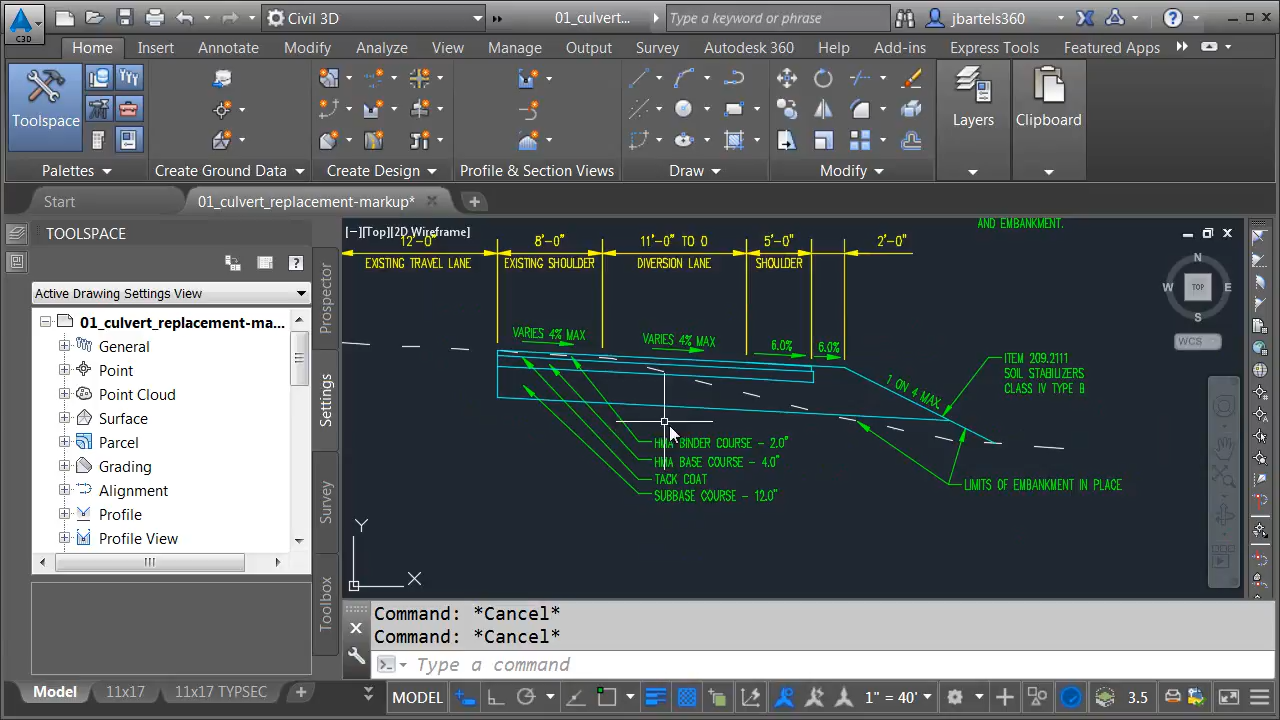 C3D
Civil 3D
01_culvert...
Type a keyword or phrase
jbartels360
Home
Insert
Annotate
Modify
Analyze
View
Manage
Output
Survey
Autodesk 360
Help
Add-ins
Express Tools
Featured Apps
Toolspace
Layers
Clipboard
Palettes
Create Ground Data
Create Design
Profile & Section Views
Draw
Modify
Start
01_culvert_replacement-markup*
TOOLSPACE
Active Drawing Settings View
01_culvert_replacement-ma...
General
Point
Point Cloud
Surface
Parcel
Grading
Alignment
Profile
Profile View
Prospector
Settings
Survey
Toolbox
[−][Top][2D Wireframe]
AND EMBANKMENT.
12'-0"
8'-0"
11'-0" TO 0
5'-0"
2'-0"
EXISTING TRAVEL LANE
EXISTING SHOULDER
DIVERSION LANE
SHOULDER
VARIES 4% MAX
VARIES 4% MAX
6.0%
6.0%
1 ON 4 MAX.
ITEM 209.2111
SOIL STABILIZERS
CLASS IV TYPE B
HMA BINDER COURSE - 2.0"
HMA BASE COURSE - 4.0"
TACK COAT
SUBBASE COURSE - 12.0"
LIMITS OF EMBANKMENT IN PLACE
N
W
TOP
E
S
WCS
Y
X
Command: *Cancel*
Command: *Cancel*
Type a command
Model
11x17
11x17 TYPSEC
MODEL
1" = 40'
3.5